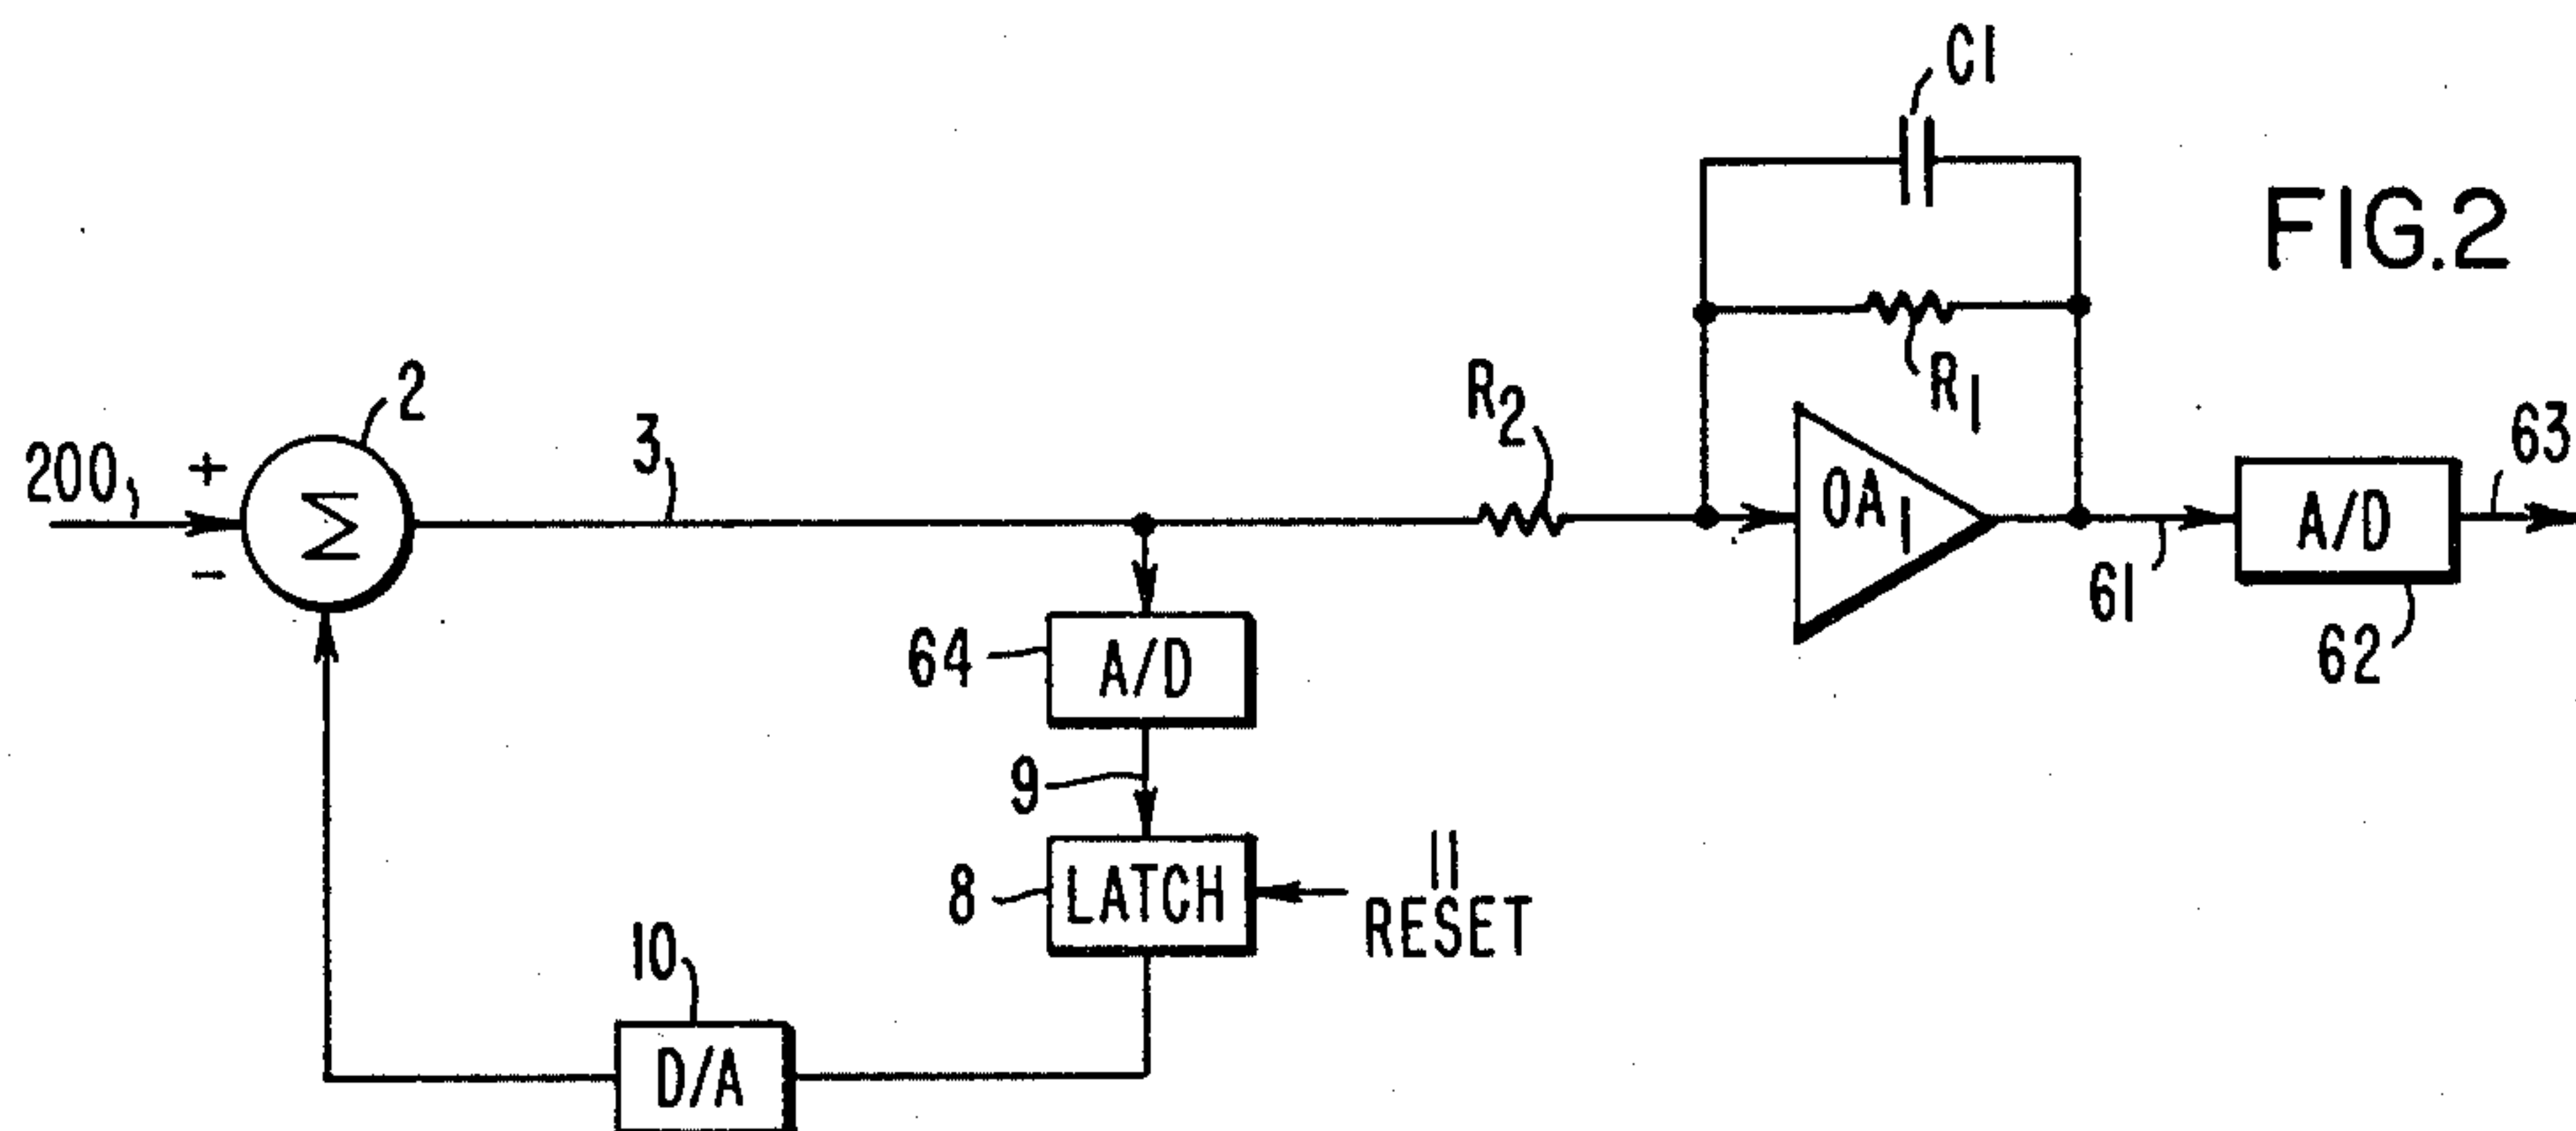 C1
FIG.2
R1
R2
2
3
200
+
-
Σ
OA1
63
A/D
61
62
64
A/D
9
8
LATCH
11
RESET
10
D/A